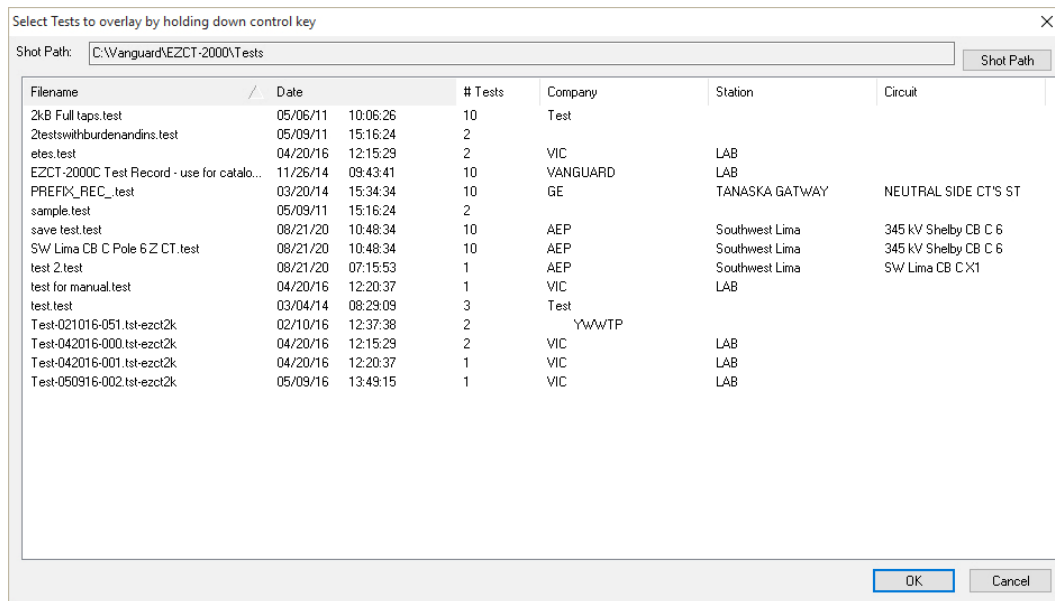 Select Tests to overlay by holding down control key
Shot Path: C:\Vanguard\EZCT-2000\Tests Shot Path
Filename Date # Tests Company Station Circuit
2kB Full taps.test 05/06/11 10:06:26 10 Test
2testswithburdenandins.test 05/09/11 15:16:24 2
etes.test 04/20/16 12:15:29 2 VIC LAB
EZCT-2000C Test Record - use for catalo... 11/26/14 09:43:41 10 VANGUARD LAB
PREFIX_REC_.test 03/20/14 15:34:34 10 GE TANASKA GATWAY NEUTRAL SIDE CT'S ST
sample.test 05/09/11 15:16:24 2
save test.test 08/21/20 10:48:34 10 AEP Southwest Lima 345 kV Shelby CB C 6
SW Lima CB C Pole 6 Z CT.test 08/21/20 10:48:34 10 AEP Southwest Lima 345 kV Shelby CB C 6
test 2.test 08/21/20 07:15:53 1 AEP Southwest Lima SW Lima CB C X1
test for manual.test 04/20/16 12:20:37 1 VIC LAB
test.test 03/04/14 08:29:09 3 Test
Test-021016-051.tst-ezct2k 02/10/16 12:37:38 2 YWWTP
Test-042016-000.tst-ezct2k 04/20/16 12:15:29 2 VIC LAB
Test-042016-001.tst-ezct2k 04/20/16 12:20:37 1 VIC LAB
Test-050916-002.tst-ezct2k 05/09/16 13:49:15 1 VIC LAB
OK Cancel